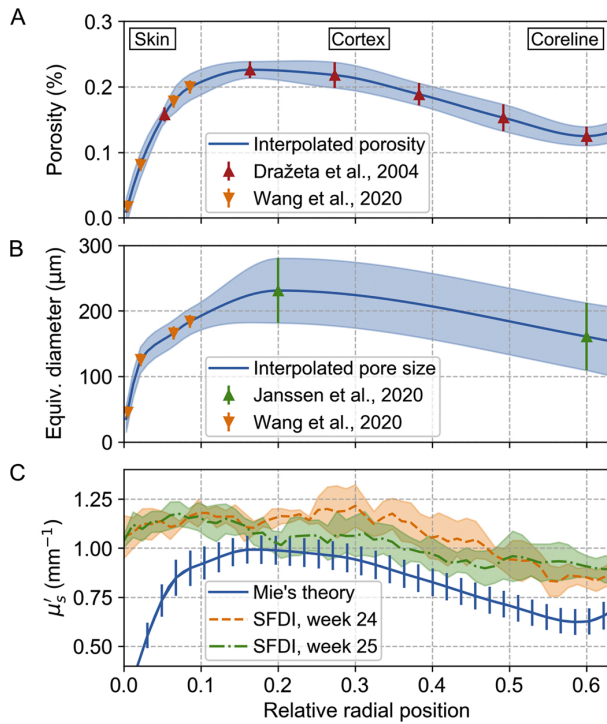 A
Skin
Cortex
Coreline
0.3
0.2
0.1
0.0
Porosity (%)
Interpolated porosity
Dražeta et al., 2004
Wang et al., 2020
B
300
200
100
0
Equiv. diameter (μm)
Interpolated pore size
Janssen et al., 2020
Wang et al., 2020
C
1.25
1.00
0.75
0.50
μ′s (mm⁻¹)
Mie's theory
SFDI, week 24
SFDI, week 25
0.0 0.1 0.2 0.3 0.4 0.5 0.6
Relative radial position